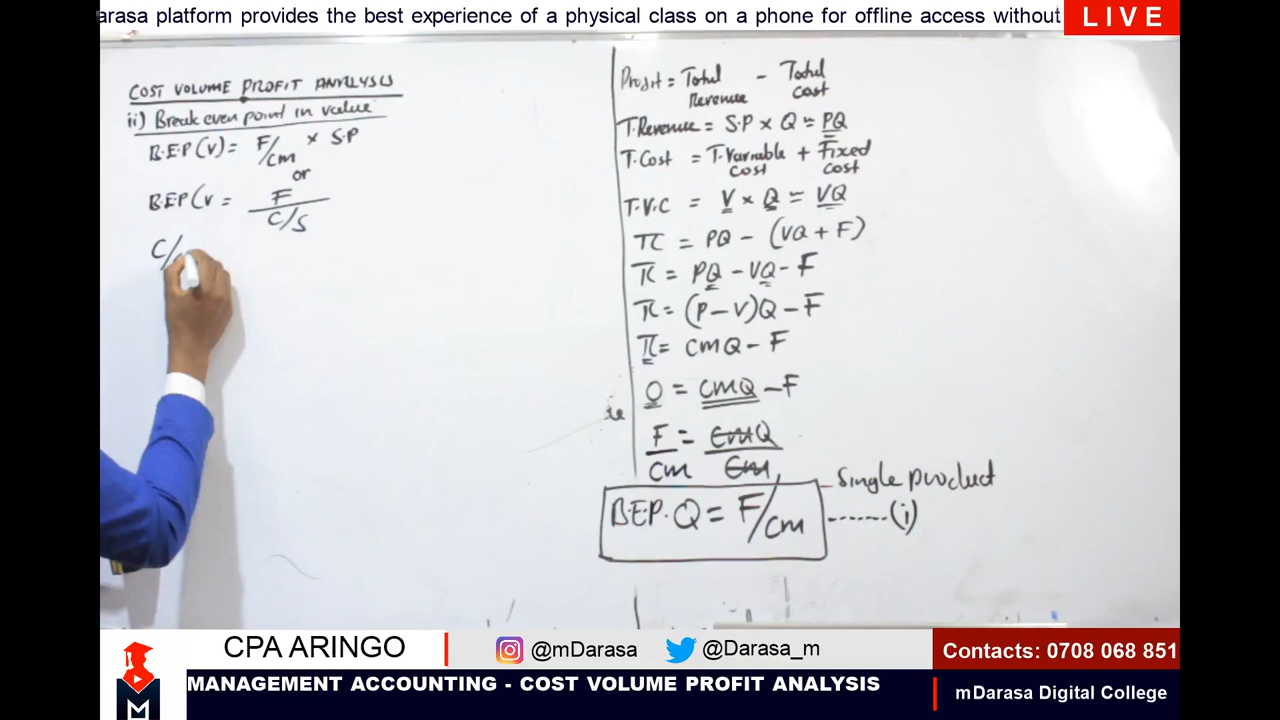 arasa platform provides the best experience of a physical class on a phone for offline access without
LIVE
COST VOLUME PROFIT ANALYSIS
ii) Break even point in value
B.E.P(V) = F/cm × S.P
or
B.E.P(V = F
C/S
C/
Profit = Total Revenue - Total Cost
T.Revenue = S.P × Q = PQ
T.Cost = T.Variable cost + Fixed cost
T.V.C = V × Q = VQ
π = PQ - (VQ + F)
π = PQ - VQ - F
π = (P - V)Q - F
π = CMQ - F
0 = CMQ - F
F = CMQ
CM CM
B.E.P. Q = F/CM
Single product
-------(i)
CPA ARINGO
@mDarasa
@Darasa_m
Contacts: 0708 068 851
MANAGEMENT ACCOUNTING - COST VOLUME PROFIT ANALYSIS
mDarasa Digital College
M